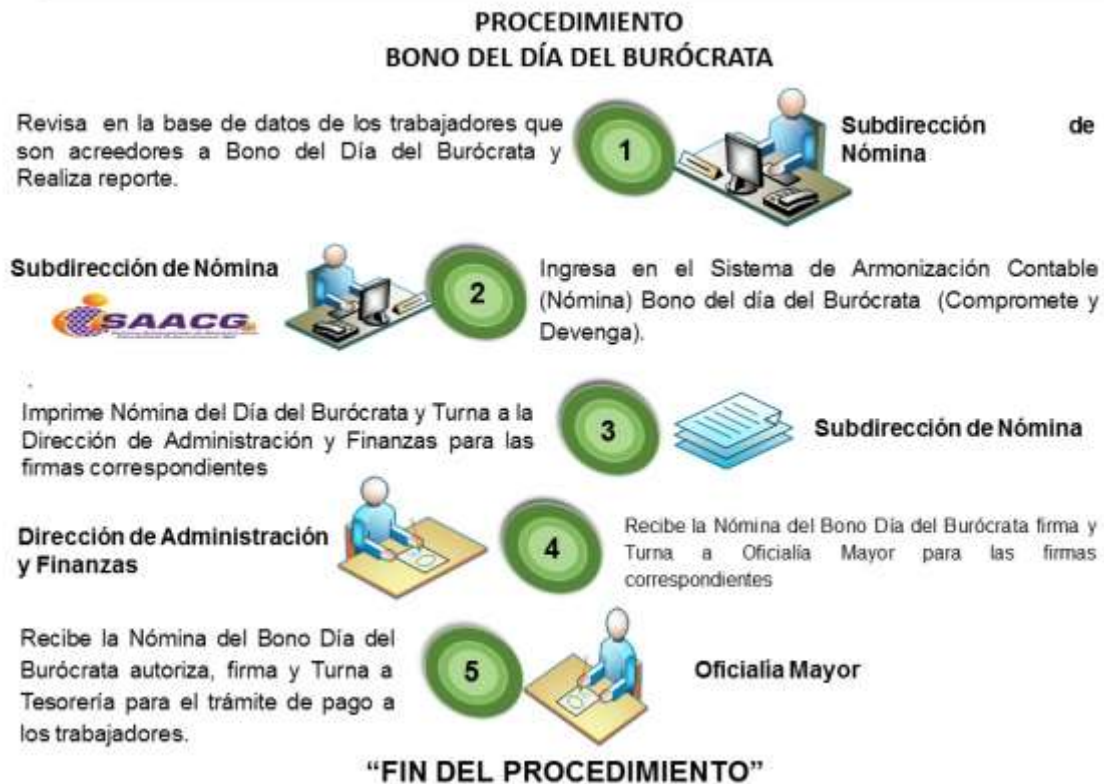 PROCEDIMIENTO
BONO DEL DÍA DEL BURÓCRATA
Revisa en la base de datos de los trabajadores que
son acreedores a Bono del Día del Burócrata y
Realiza reporte.
1
Subdirección de
Nómina
Subdirección de Nómina
SAACG
2
Ingresa en el Sistema de Armonización Contable
(Nómina) Bono del día del Burócrata (Compromete y
Devenga).
.
Imprime Nómina del Día del Burócrata y Turna a la
Dirección de Administración y Finanzas para las
firmas correspondientes
3
Subdirección de Nómina
Dirección de Administración
y Finanzas
4
Recibe la Nómina del Bono Día del Burócrata firma y
Turna a Oficialía Mayor para las firmas
correspondientes
Recibe la Nómina del Bono Día del
Burócrata autoriza, firma y Turna a
Tesorería para el trámite de pago a
los trabajadores.
5
Oficialia Mayor
“FIN DEL PROCEDIMIENTO”